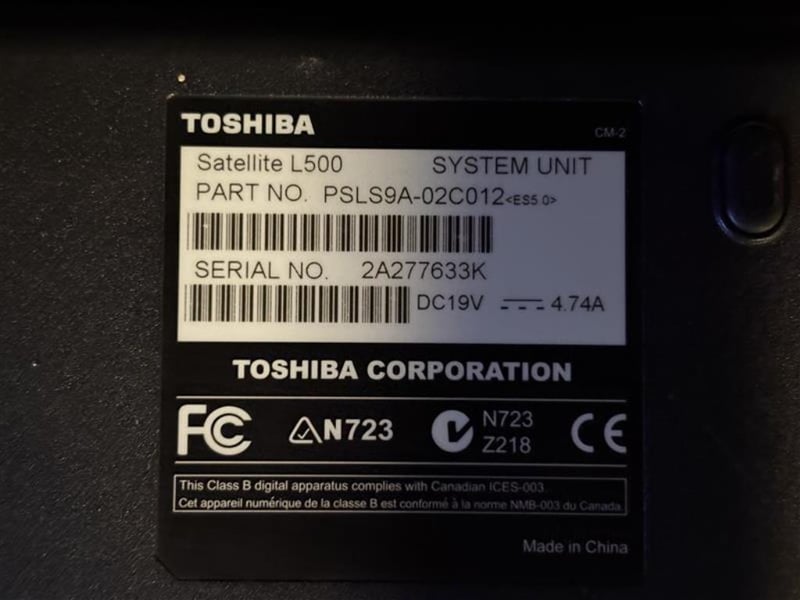 TOSHIBA
CM-2
Satellite L500 SYSTEM UNIT
PART NO. PSLS9A-02C012<ES5.0>
SERIAL NO. 2A277633K
DC19V 4.74A
TOSHIBA CORPORATION
FC N723 N723 CE
Z218
This Class B digital apparatus complies with Canadian ICES-003.
Cet appareil numérique de la classe B est conformé à la norme NMB-003 du Canada.
Made in China